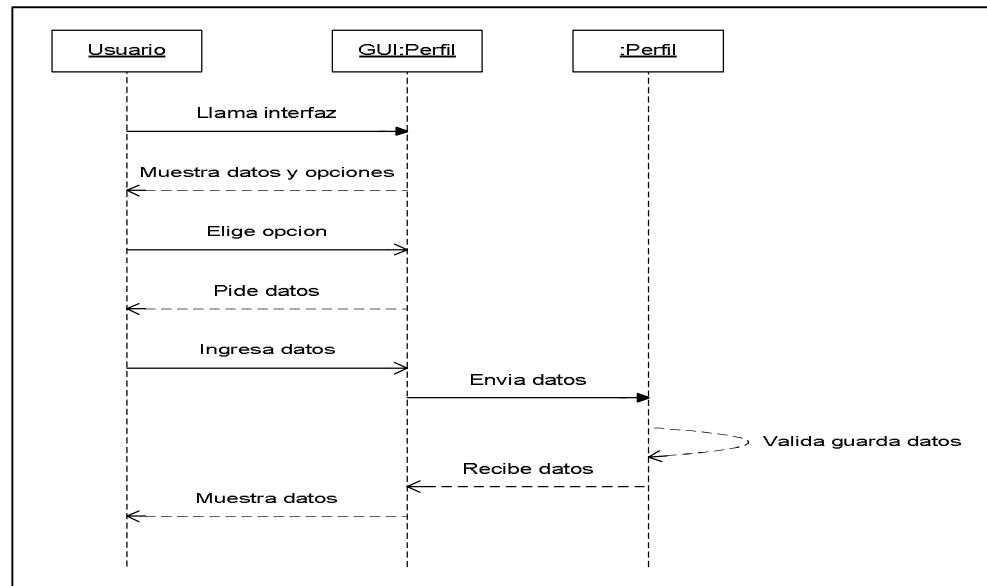 Usuario
GUI:Perfil
:Perfil
Llama interfaz
Muestra datos y opciones
Elige opcion
Pide datos
Ingresa datos
Envia datos
Valida guarda datos
Recibe datos
Muestra datos